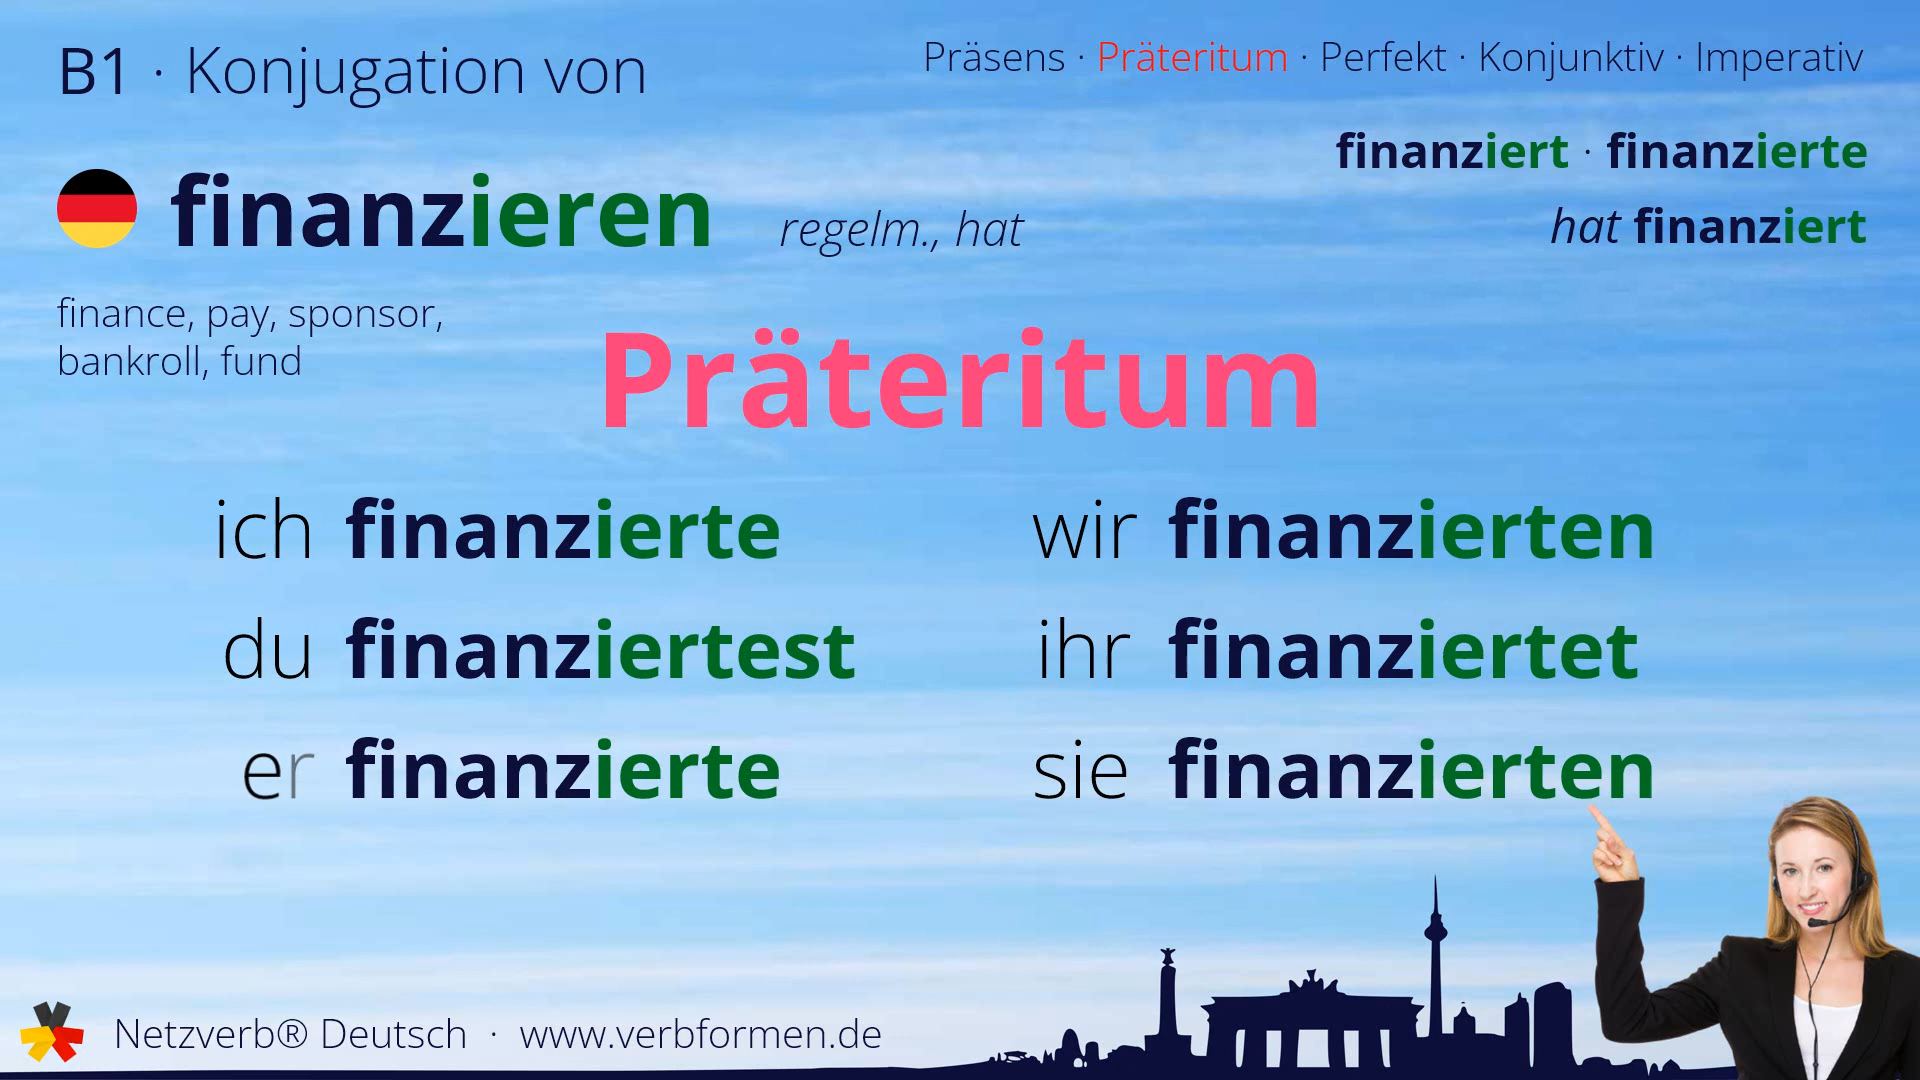 B1 · Konjugation von
Präsens · Präteritum · Perfekt · Konjunktiv · Imperativ
finanzieren regelm., hat
finanziert · finanzierte
hat finanziert
finance, pay, sponsor,
bankroll, fund
Präteritum
ich finanzierte
wir finanzierten
du finanziertest
ihr finanziertet
er finanzierte
sie finanzierten
Netzverb® Deutsch · www.verbformen.de